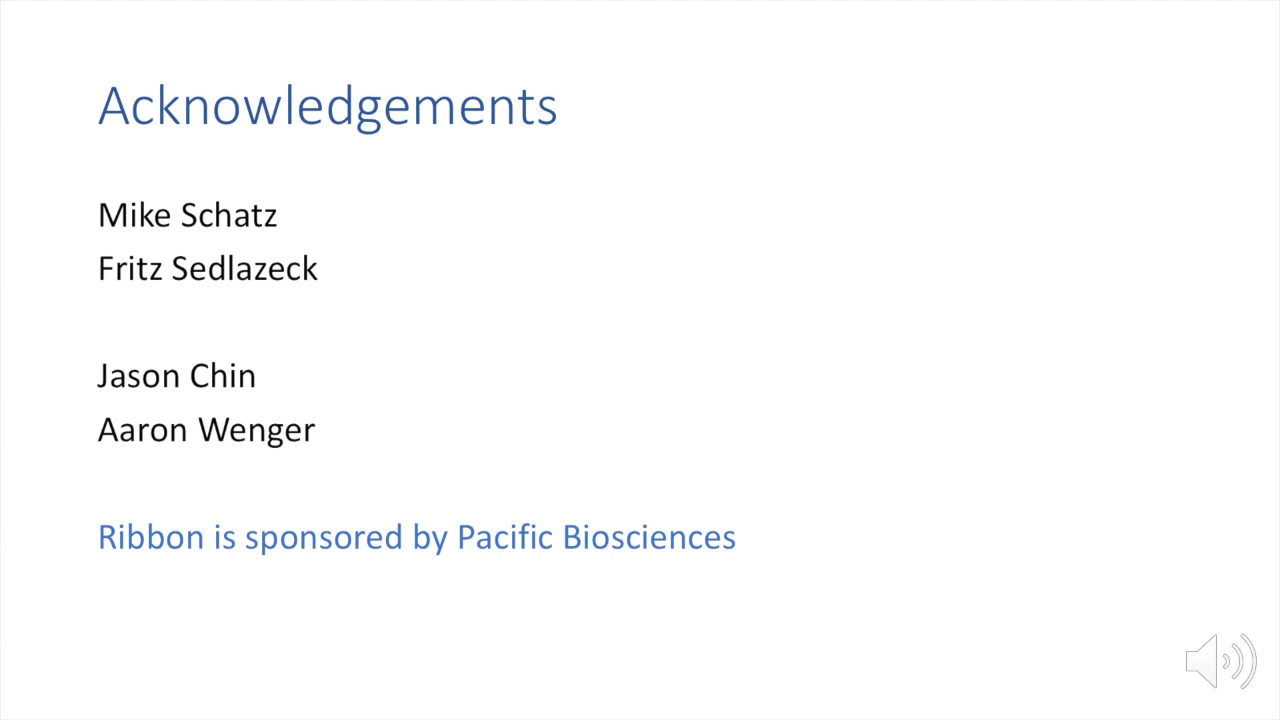 Acknowledgements
Mike Schatz
Fritz Sedlazeck
Jason Chin
Aaron Wenger
Ribbon is sponsored by Pacific Biosciences